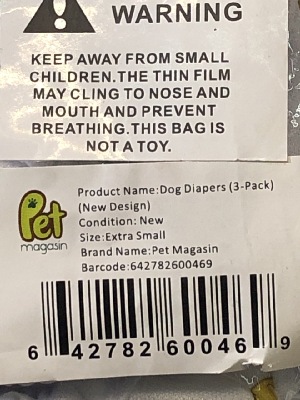 WARNING
KEEP AWAY FROM SMALL
CHILDREN.THE THIN FILM
MAY CLING TO NOSE AND
MOUTH AND PREVENT
BREATHING.THIS BAG IS
NOT A TOY.
Pet
magasin
Product Name:Dog Diapers (3-Pack)
(New Design)
Condition: New
Size:Extra Small
Brand Name:Pet Magasin
Barcode:642782600469
6 42782 60046 9